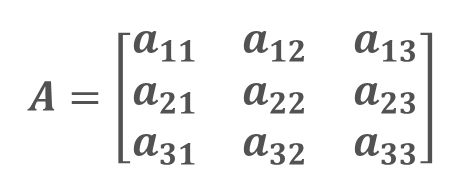 a₁₁ a₁₂ a₁₃
A = a₂₁ a₂₂ a₂₃
a₃₁ a₃₂ a₃₃